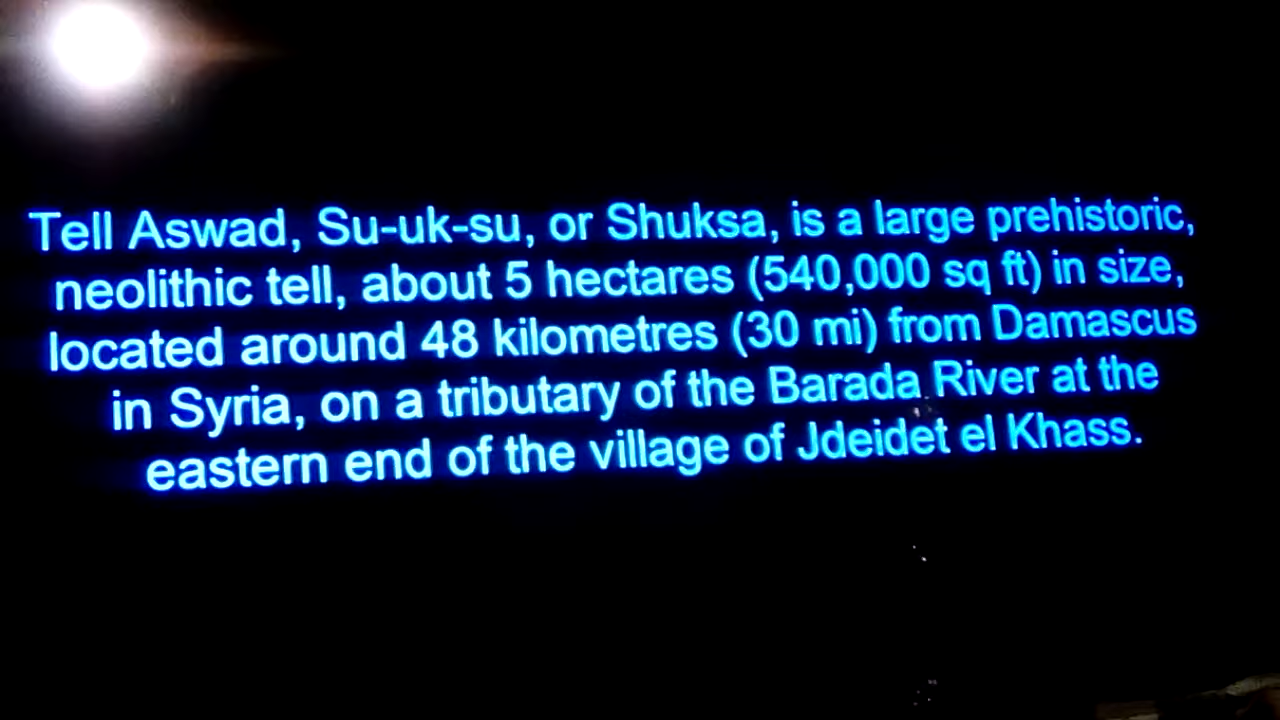 Tell Aswad, Su-uk-su, or Shuksa, is a large prehistoric,
neolithic tell, about 5 hectares (540,000 sq ft) in size,
located around 48 kilometres (30 mi) from Damascus
in Syria, on a tributary of the Barada River at the
eastern end of the village of Jdeidet el Khass.